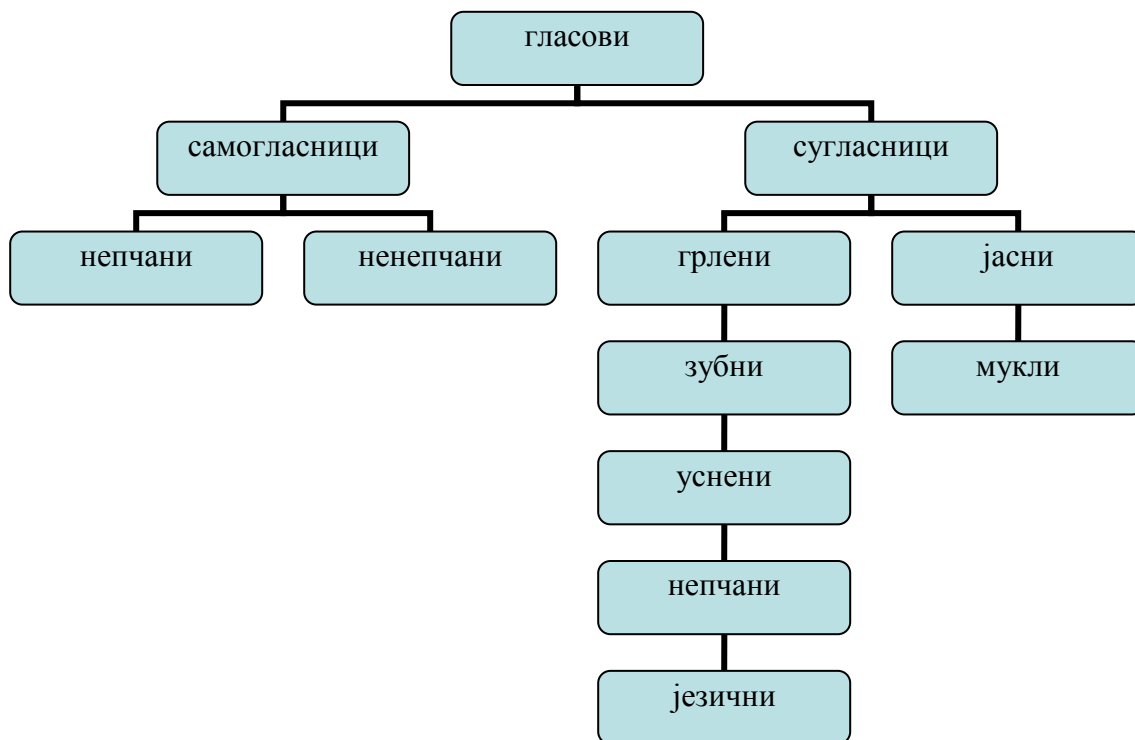 гласови
самогласници
сугласници
непчани
ненепчани
грлени
јасни
зубни
мукли
уснени
непчани
језични